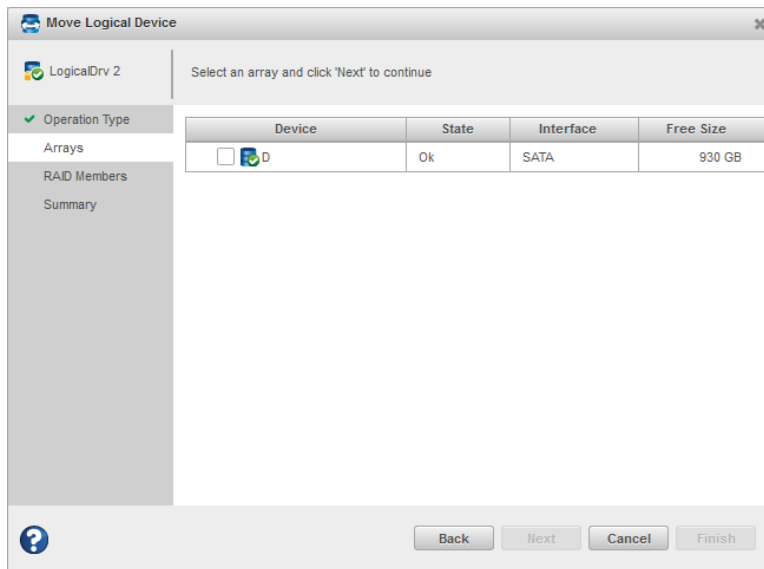 Move Logical Device
LogicalDrv 2
Select an array and click 'Next' to continue
Operation Type
Arrays
RAID Members
Summary
Device State Interface Free Size
D Ok SATA 930 GB
? Back Next Cancel Finish